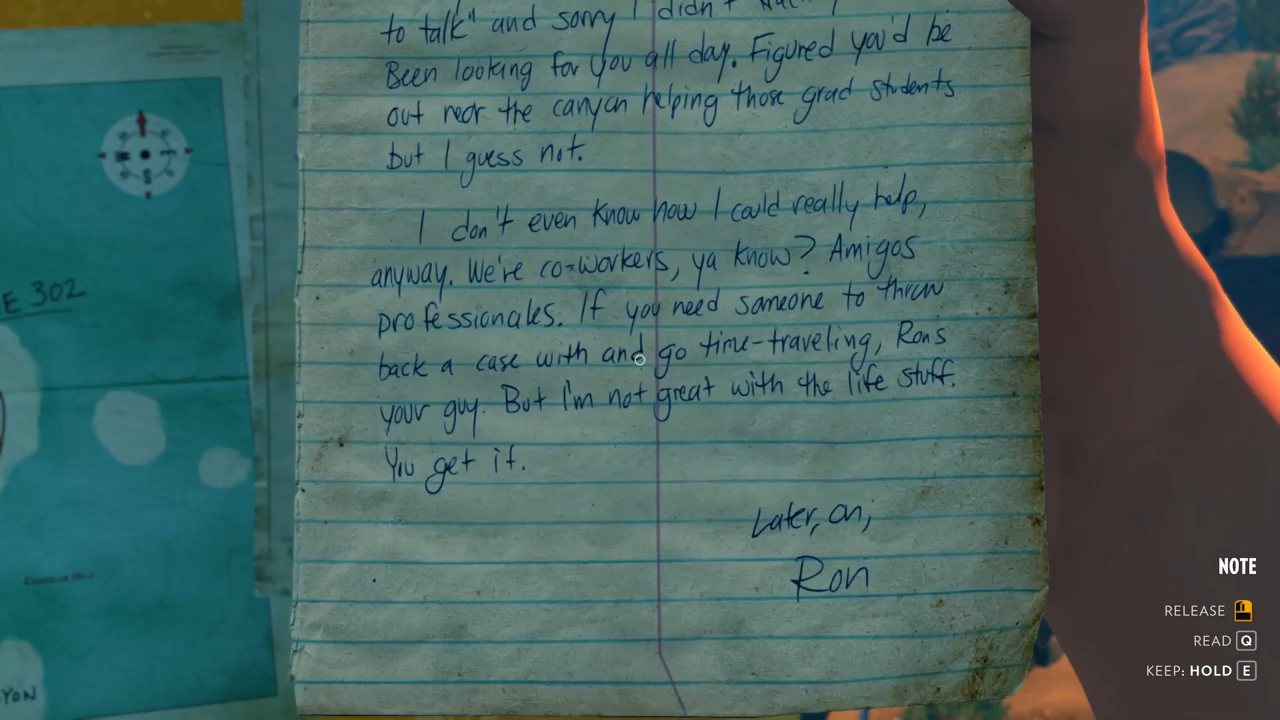 to talk" and sorry I didn't
Been looking for you all day. Figured you'd be
out near the canyon helping those grad students
but I guess not.
I don't even know how I could really help,
anyway. We're co-workers, ya know? Amigos
professionales. If you need someone to throw
back a case with and go time-traveling, Ron's
your guy. But I'm not great with the life stuff.
You get it.
Later, on,
Ron
E 302
S
YON
NOTE
RELEASE
READ Q
KEEP: HOLD E